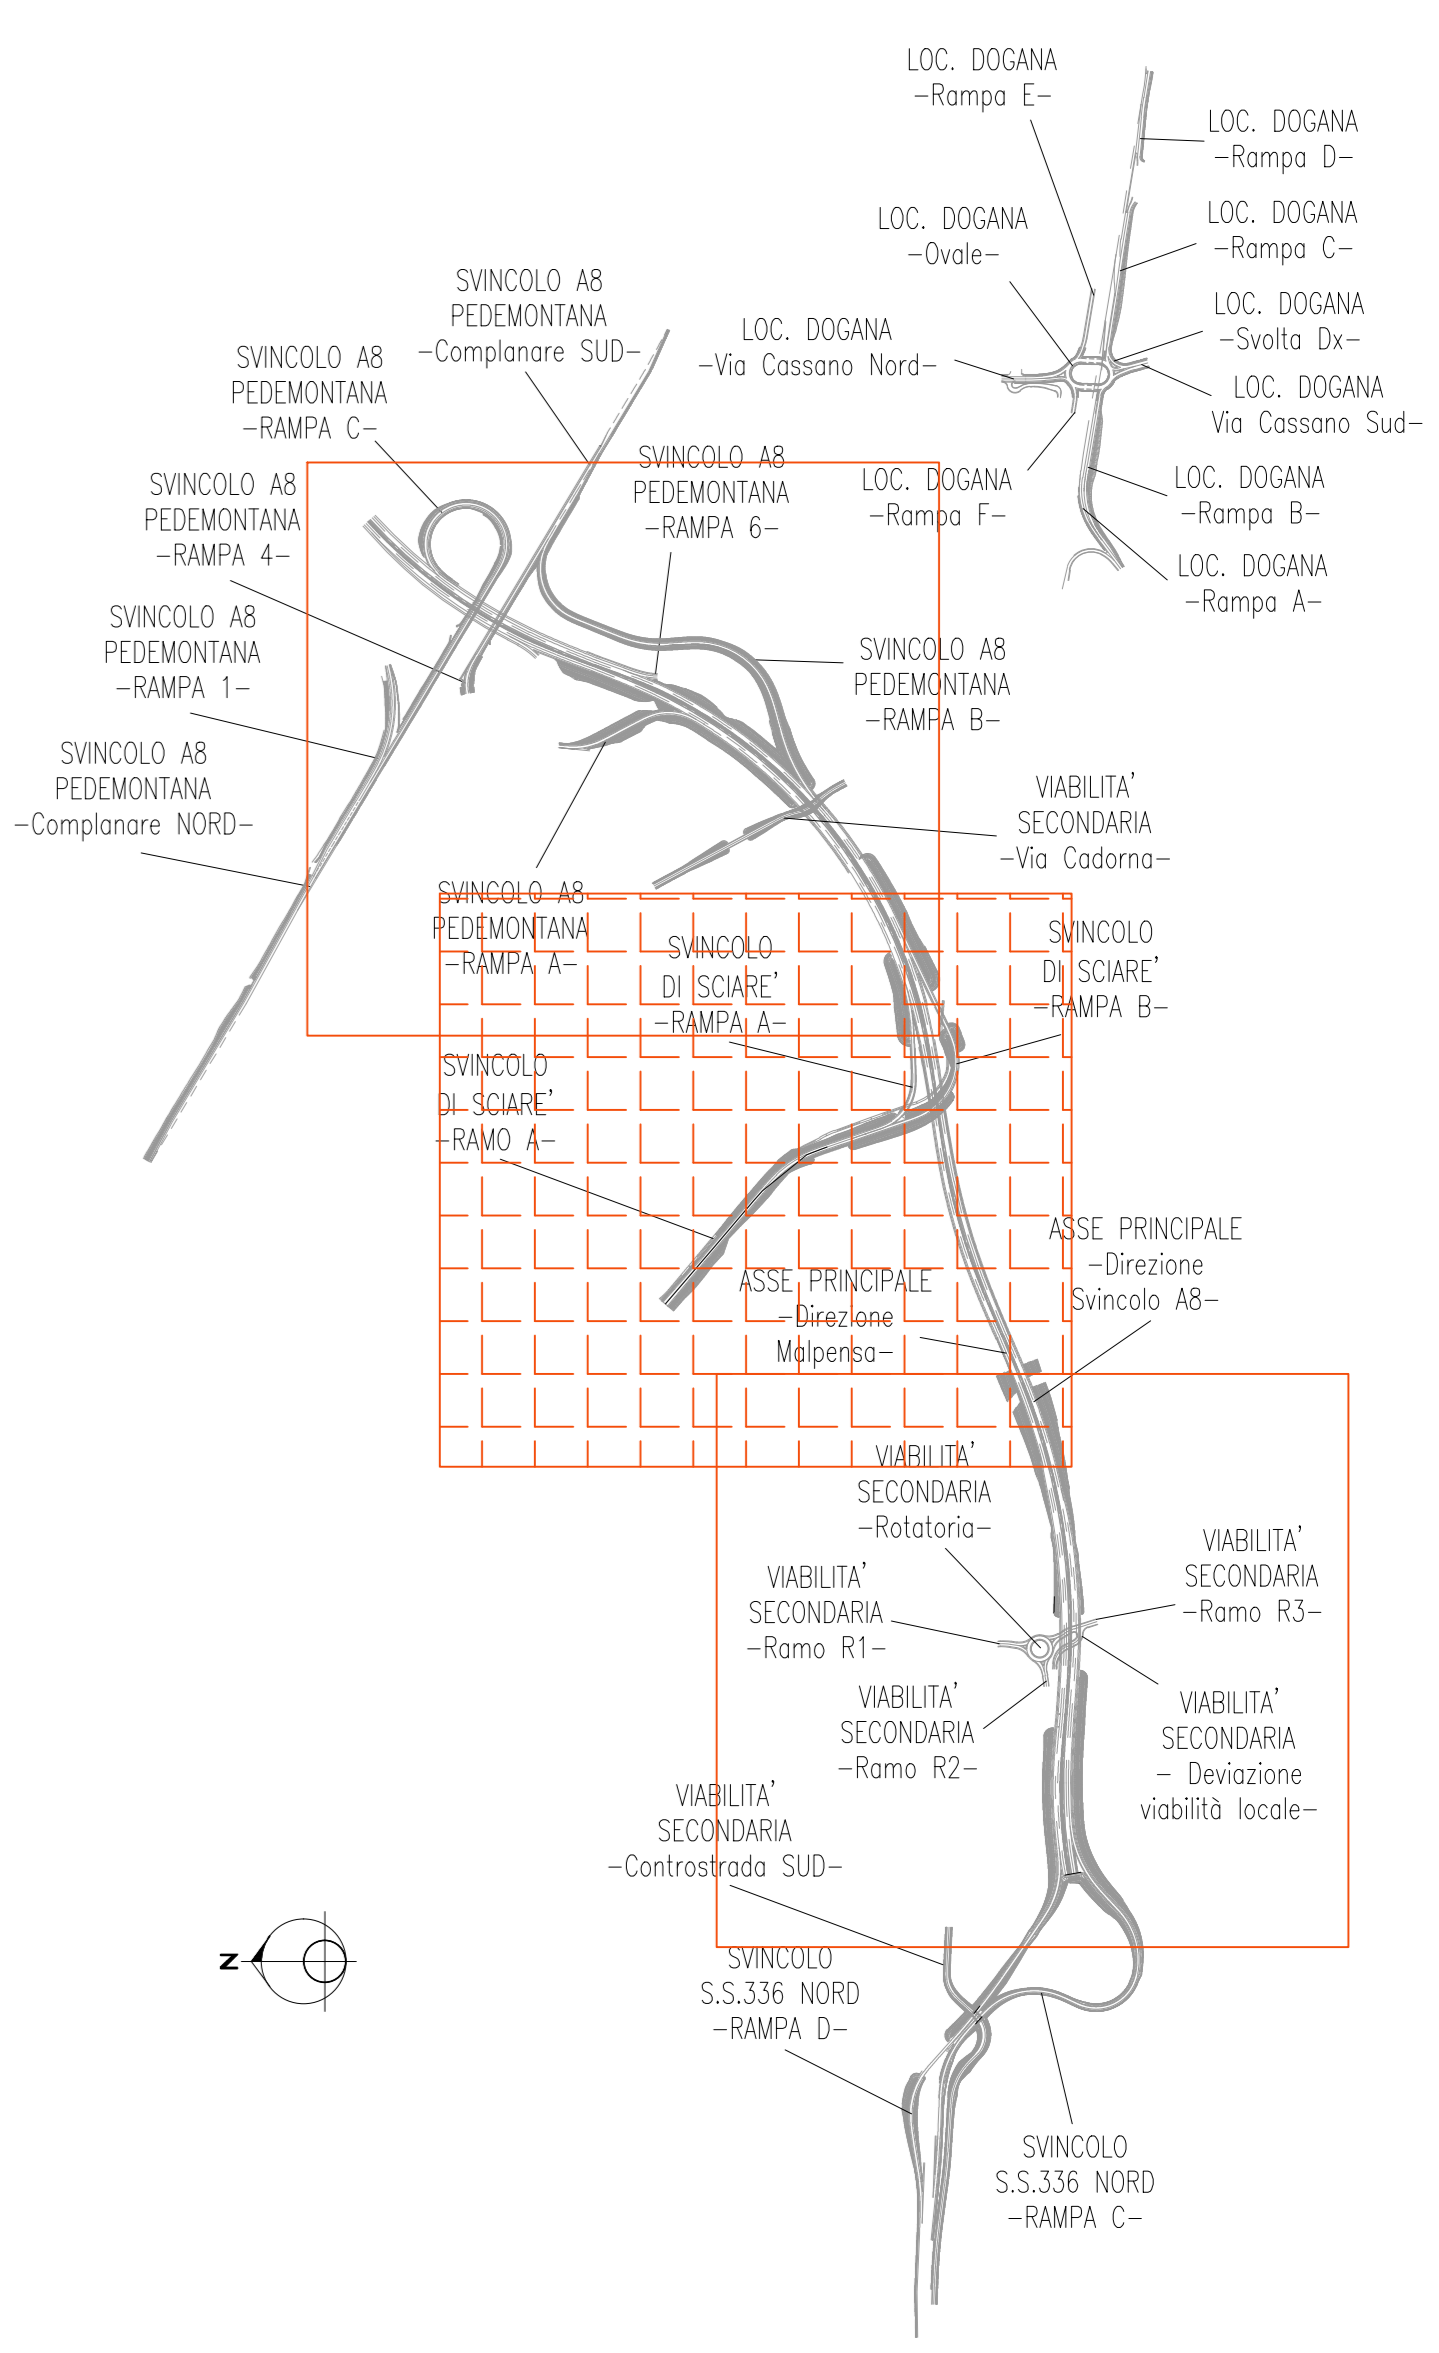 LOC. DOGANA
-Rampa E-
LOC. DOGANA
-Rampa D-
LOC. DOGANA
-Rampa C-
LOC. DOGANA
-Ovale-
SVINCOLO A8
PEDEMONTANA
-Complanare SUD-
LOC. DOGANA
-Svolta Dx-
LOC. DOGANA
-Via Cassano Nord-
SVINCOLO A8
PEDEMONTANA
-RAMPA C-
LOC. DOGANA
Via Cassano Sud-
SVINCOLO A8
PEDEMONTANA
-RAMPA 6-
LOC. DOGANA
-Rampa F-
LOC. DOGANA
-Rampa B-
SVINCOLO A8
PEDEMONTANA
-RAMPA 4-
LOC. DOGANA
-Rampa A-
SVINCOLO A8
PEDEMONTANA
-RAMPA 1-
SVINCOLO A8
PEDEMONTANA
-RAMPA B-
SVINCOLO A8
PEDEMONTANA
-Complanare NORD-
VIABILITA'
SECONDARIA
-Via Cadorna-
SVINCOLO A8
PEDEMONTANA
-RAMPA A-
SVINCOLO
DI SCIARE'
-RAMPA A-
SVINCOLO
DI SCIARE'
-RAMPA B-
SVINCOLO
DI SCIARE'
-RAMO A-
ASSE PRINCIPALE
-Direzione
Svincolo A8-
ASSE PRINCIPALE
-Direzione
Malpensa-
VIABILITA'
SECONDARIA
-Rotatoria-
VIABILITA'
SECONDARIA
-Ramo R3-
VIABILITA'
SECONDARIA
-Ramo R1-
VIABILITA'
SECONDARIA
-Ramo R2-
VIABILITA'
SECONDARIA
- Deviazione
viabilità locale-
VIABILITA'
SECONDARIA
-Controstrada SUD-
N
SVINCOLO
S.S.336 NORD
-RAMPA D-
SVINCOLO
S.S.336 NORD
-RAMPA C-